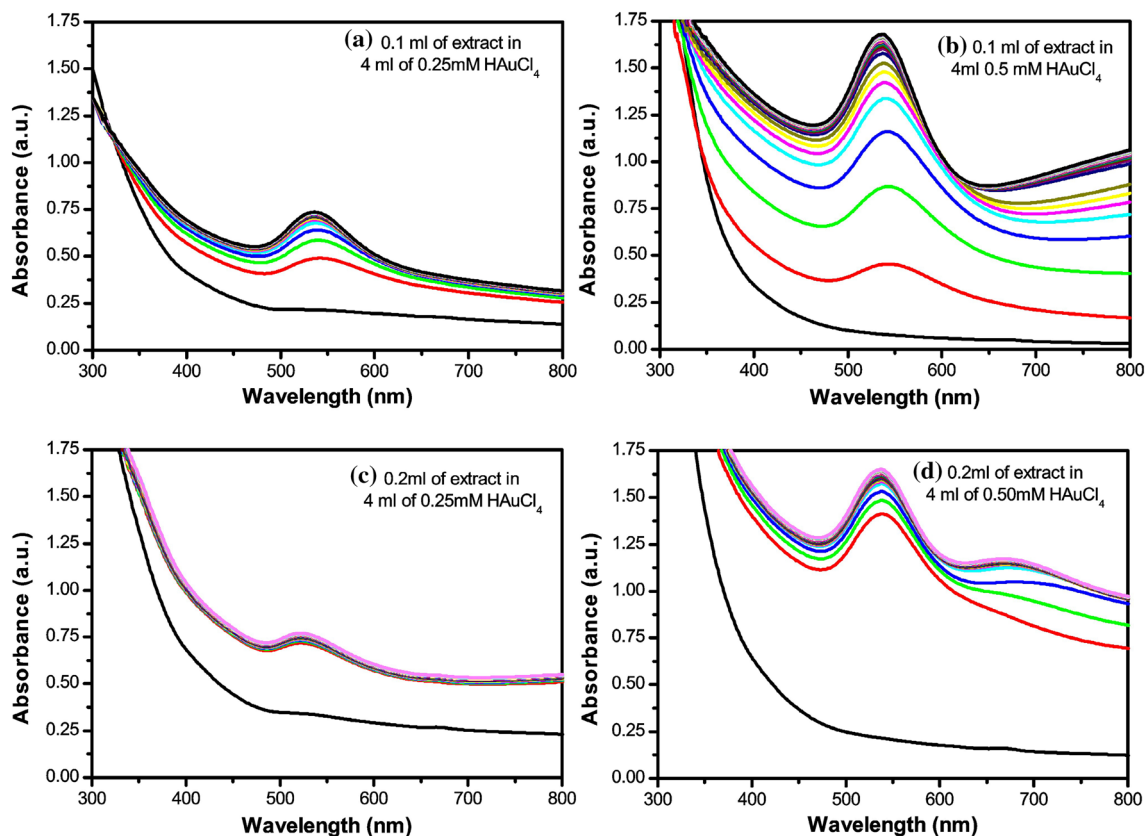 (a) 0.1 ml of extract in
4 ml of 0.25mM HAuCl4
1.75
1.50
1.25
1.00
0.75
0.50
0.25
0.00
Absorbance (a.u.)
300 400 500 600 700 800
Wavelength (nm)
(b) 0.1 ml of extract in
4ml 0.5 mM HAuCl4
1.75
1.50
1.25
1.00
0.75
0.50
0.25
0.00
Absorbance (a.u.)
300 400 500 600 700 800
Wavelength (nm)
(c) 0.2ml of extract in
4 ml of 0.25mM HAuCl4
1.75
1.50
1.25
1.00
0.75
0.50
0.25
0.00
Absorbance (a.u.)
300 400 500 600 700 800
Wavelength (nm)
(d) 0.2ml of extract in
4 ml of 0.50mM HAuCl4
1.75
1.50
1.25
1.00
0.75
0.50
0.25
0.00
Absorbance (a.u.)
300 400 500 600 700 800
Wavelength (nm)